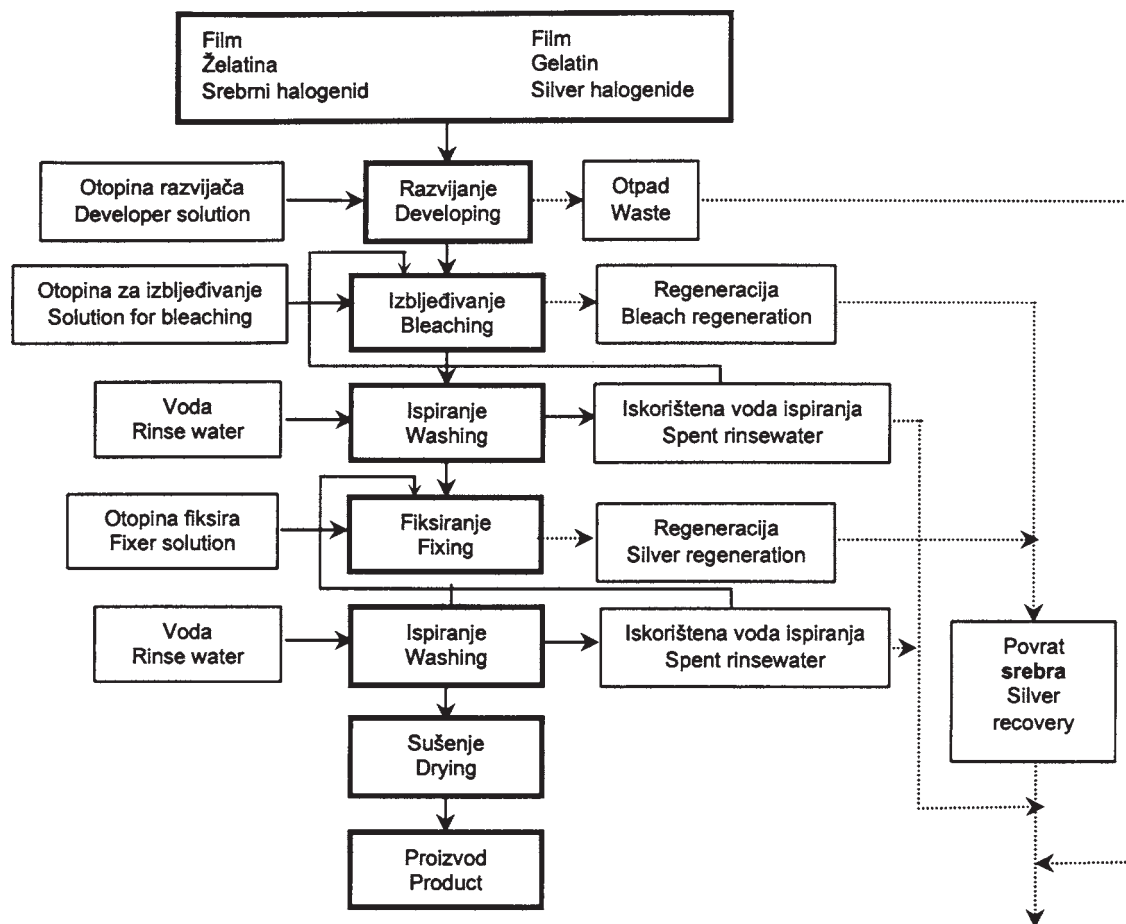 Film
Želatina
Srebrni halogenid
Film
Gelatin
Silver halogenide
Otopina razvijača
Developer solution
Razvijanje
Developing
Otpad
Waste
Otopina za izbljeđivanje
Solution for bleaching
Izbljeđivanje
Bleaching
Regeneracija
Bleach regeneration
Voda
Rinse water
Ispiranje
Washing
Iskorištena voda ispiranja
Spent rinsewater
Otopina fiksira
Fixer solution
Fiksiranje
Fixing
Regeneracija
Silver regeneration
Voda
Rinse water
Ispiranje
Washing
Iskorištena voda ispiranja
Spent rinsewater
Povrat
srebra
Silver
recovery
Sušenje
Drying
Proizvod
Product